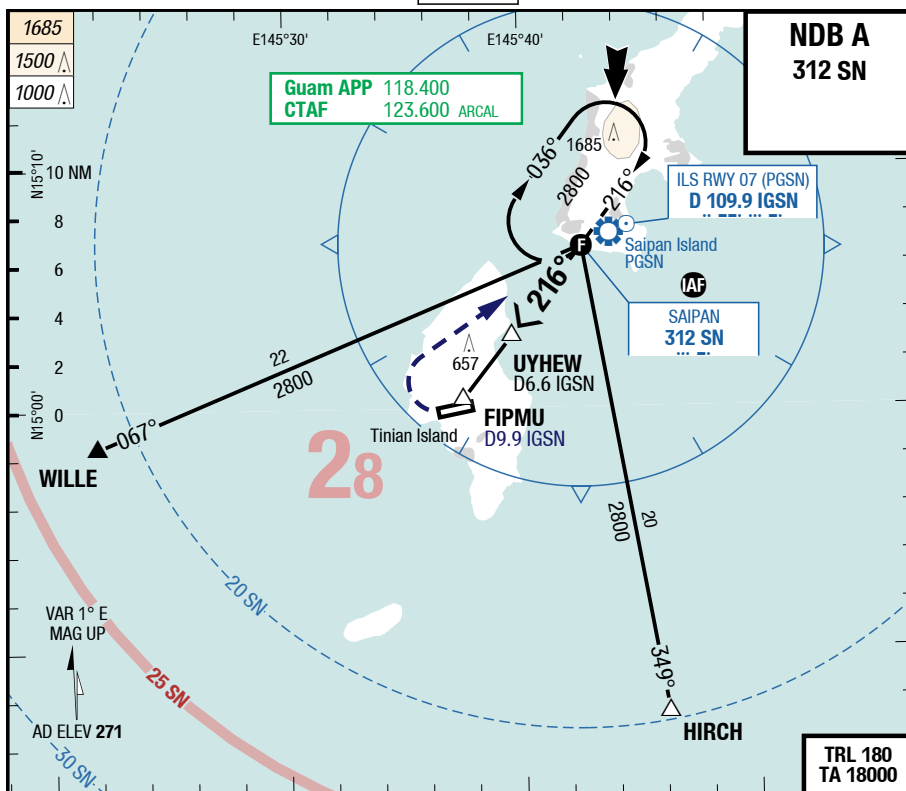 1685
1500
1000
E145°30'
E145°40'
NDB A
312 SN
Guam APP 118.400
CTAF 123.600 ARCAL
N15°10'
10 NM
8
6
4
2
0
N15°00'
036°
2800
1685
216°
ILS RWY 07 (PGSN)
D 109.9 IGSN
Saipan Island
PGSN
F
IAF
SAIPAN
312 SN
216°
UYHEW
D6.6 IGSN
657
FIPMU
D9.9 IGSN
Tinian Island
22
2800
067°
WILLE
28
20
2800
349°
HIRCH
20 SN
25 SN
30 SN
VAR 1° E
MAG UP
AD ELEV 271
TRL 180
TA 18000